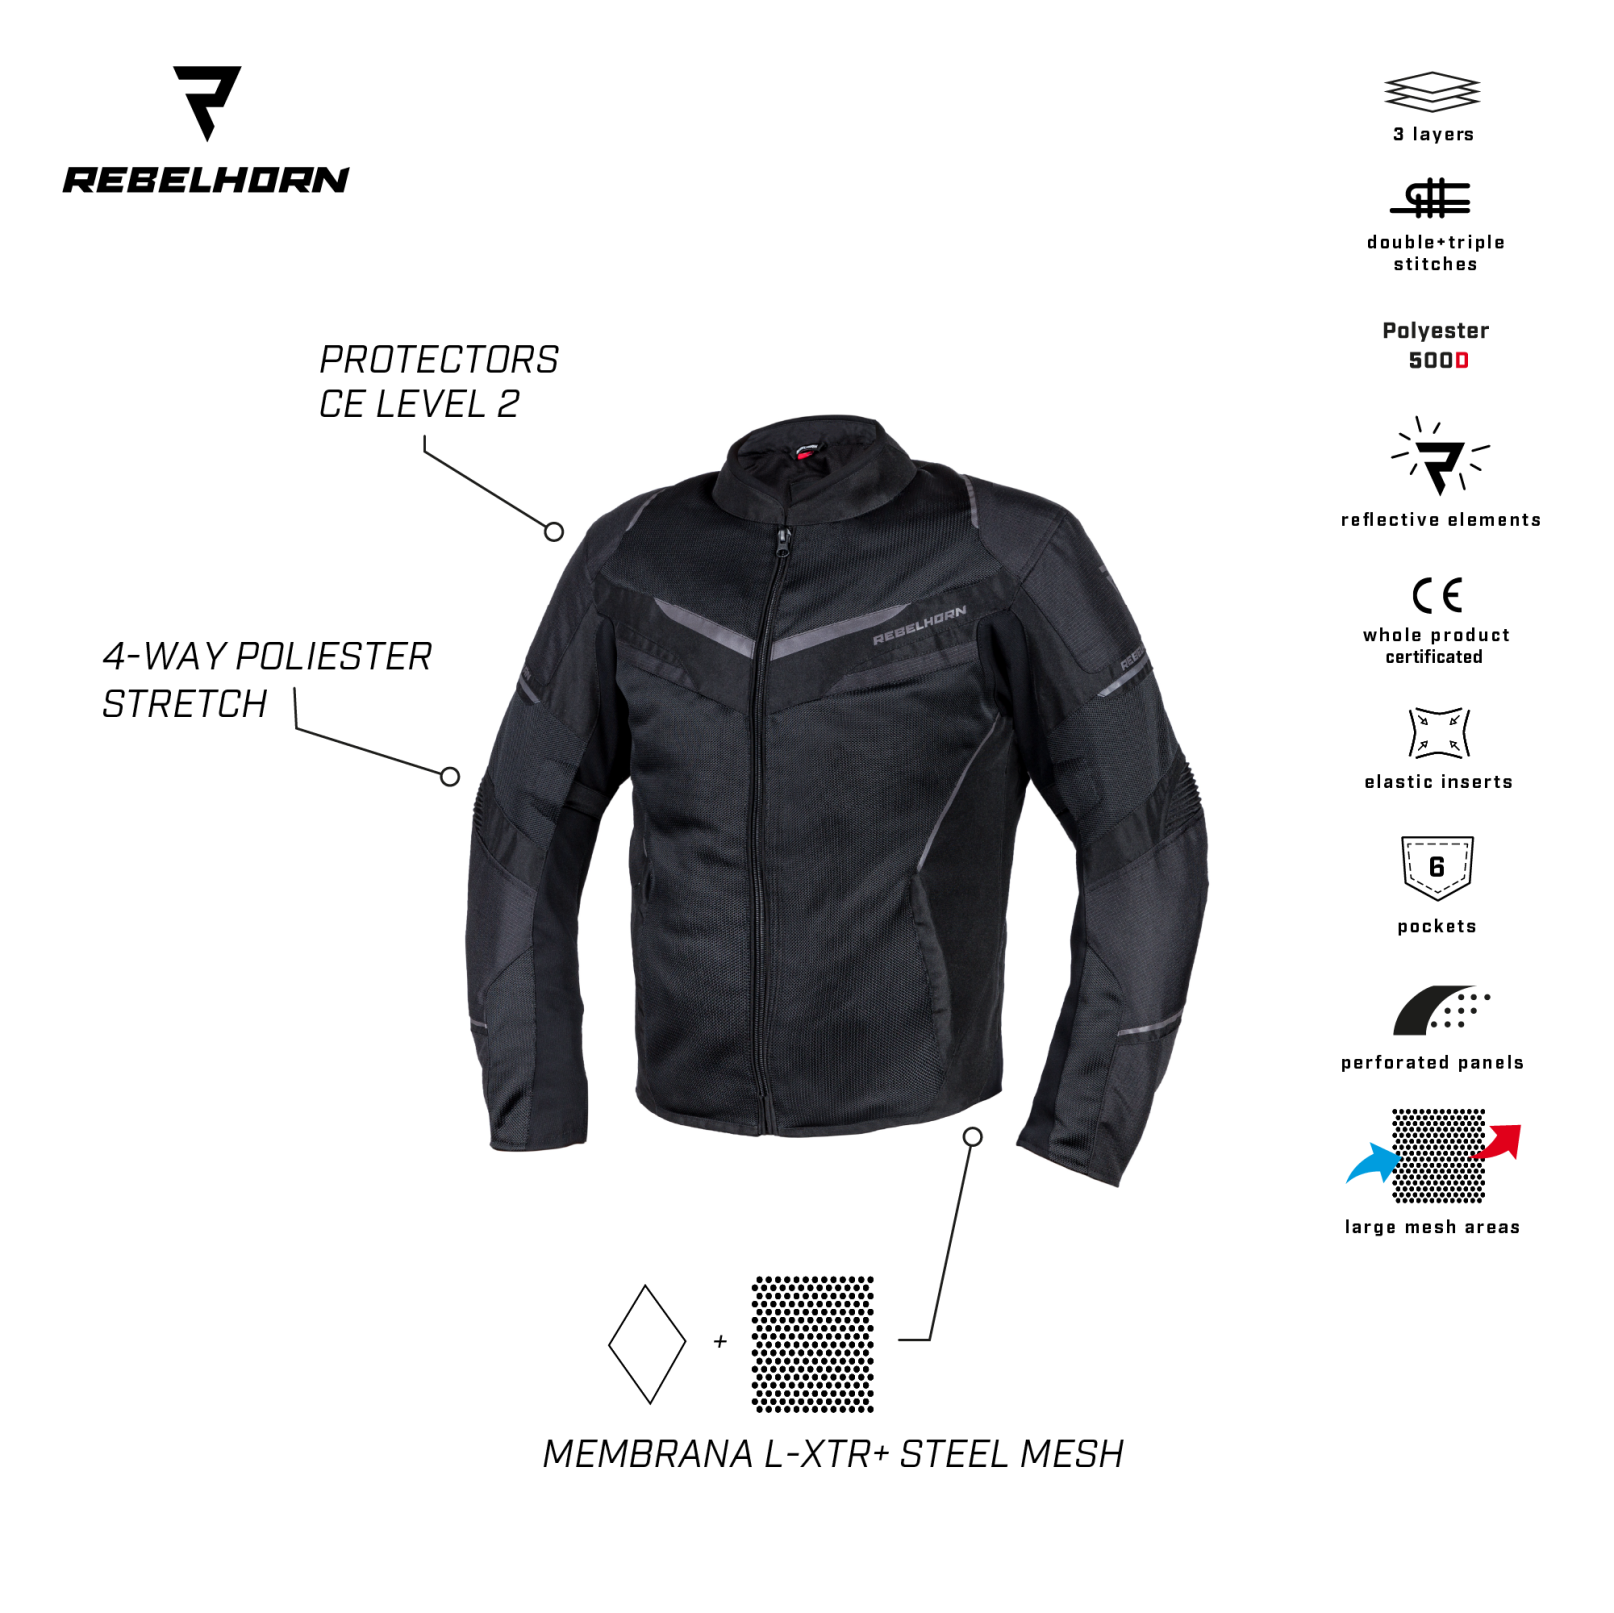 REBELHORN
PROTECTORS
CE LEVEL 2
4-WAY POLIESTER
STRETCH
REBELHORN
MEMBRANA L-XTR+ STEEL MESH
3 layers
double+triple
stitches
Polyester
500D
reflective elements
CE
whole product
certificated
elastic inserts
6
pockets
perforated panels
large mesh areas